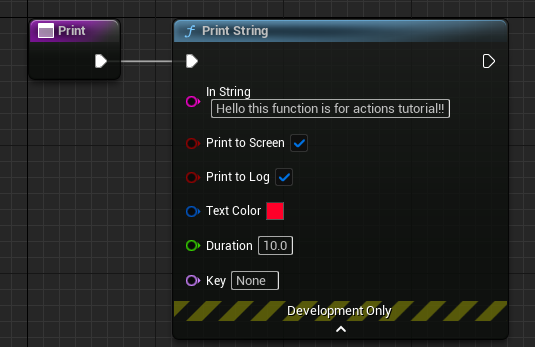 Print
Print String
In String
Hello this function is for actions tutorial!!
Print to Screen
Print to Log
Text Color
Duration 10.0
Key None
Development Only